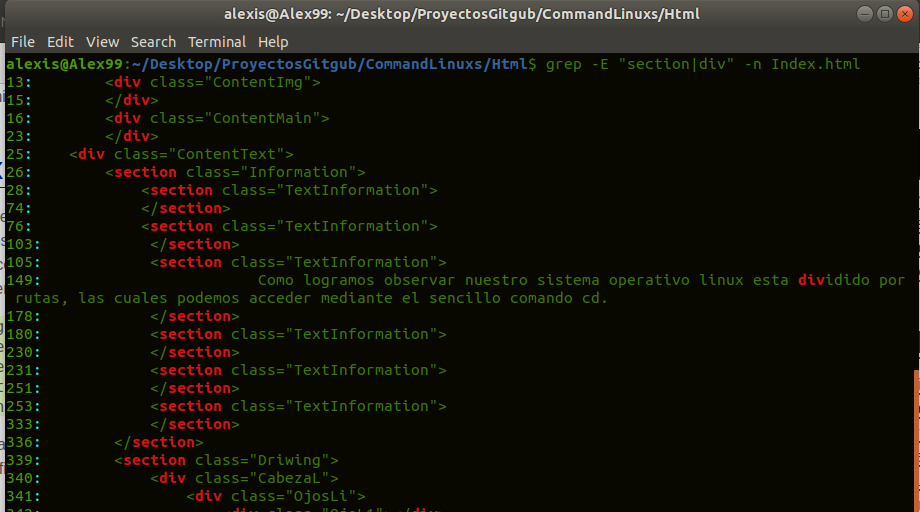 alexis@Alex99: ~/Desktop/ProyectosGitgub/CommandLinuxs/Html
File Edit View Search Terminal Help
alexis@Alex99:~/Desktop/ProyectosGitgub/CommandLinuxs/Html$ grep -E "section|div" -n Index.html
13:        <div class="ContentImg">
15:        </div>
16:        <div class="ContentMain">
23:        </div>
25:    <div class="ContentText">
26:        <section class="Information">
28:            <section class="TextInformation">
74:            </section>
76:            <section class="TextInformation">
103:            </section>
105:            <section class="TextInformation">
149:                        Como logramos observar nuestro sistema operativo linux esta dividido por
rutas, las cuales podemos acceder mediante el sencillo comando cd.
178:            </section>
180:            <section class="TextInformation">
230:            </section>
231:            <section class="TextInformation">
251:            </section>
253:            <section class="TextInformation">
333:            </section>
336:        </section>
339:        <section class="Driwing">
340:            <div class="CabezaL">
341:                <div class="OjosLi">